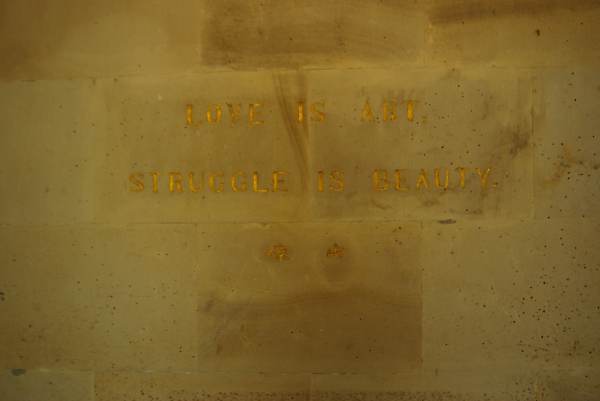 LOVE IS ART.
STRUGGLE IS BEAUTY.